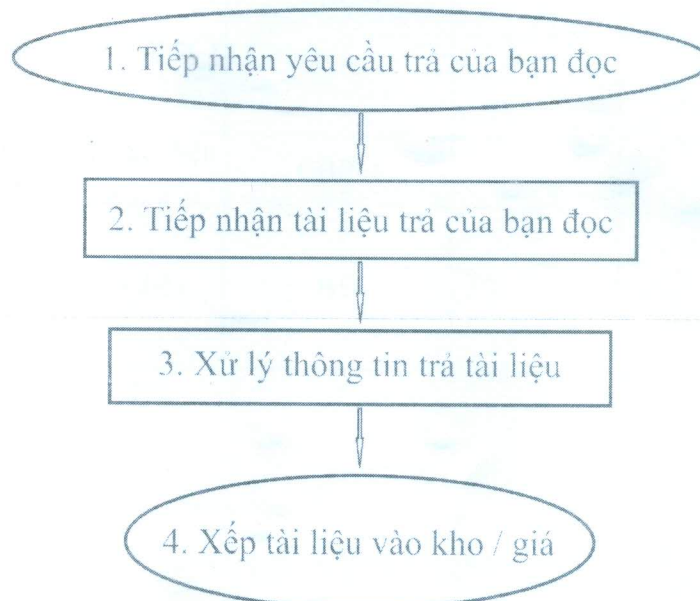 1. Tiếp nhận yêu cầu trả của bạn đọc
2. Tiếp nhận tài liệu trả của bạn đọc
3. Xử lý thông tin trả tài liệu
4. Xếp tài liệu vào kho / giá